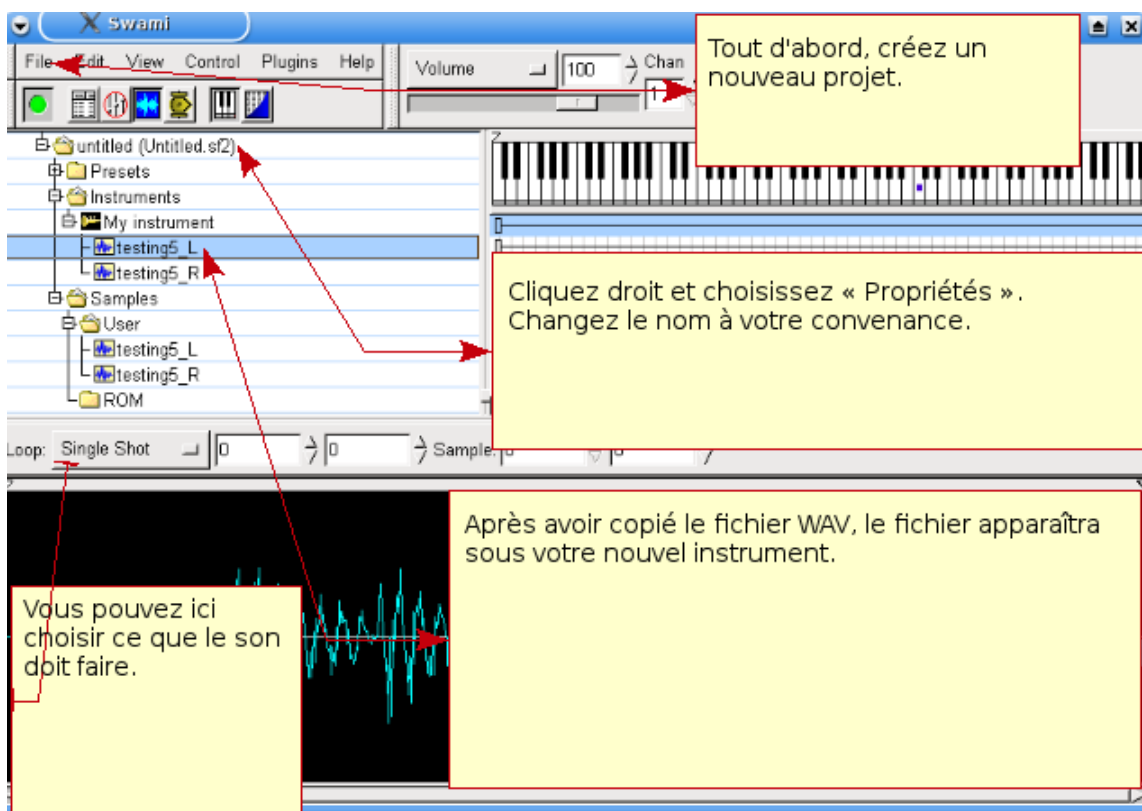 Swami
File Edit View Control Plugins Help
Volume 100 Chan
1
Tout d'abord, créez un
nouveau projet.
untitled (Untitled.sf2)
Presets
Instruments
My instrument
testing5_L
testing5_R
Samples
User
testing5_L
testing5_R
ROM
Cliquez droit et choisissez « Propriétés ».
Changez le nom à votre convenance.
Loop: Single Shot 0 0 Sample:
Après avoir copié le fichier WAV, le fichier apparaîtra
sous votre nouvel instrument.
Vous pouvez ici
choisir ce que le son
doit faire.